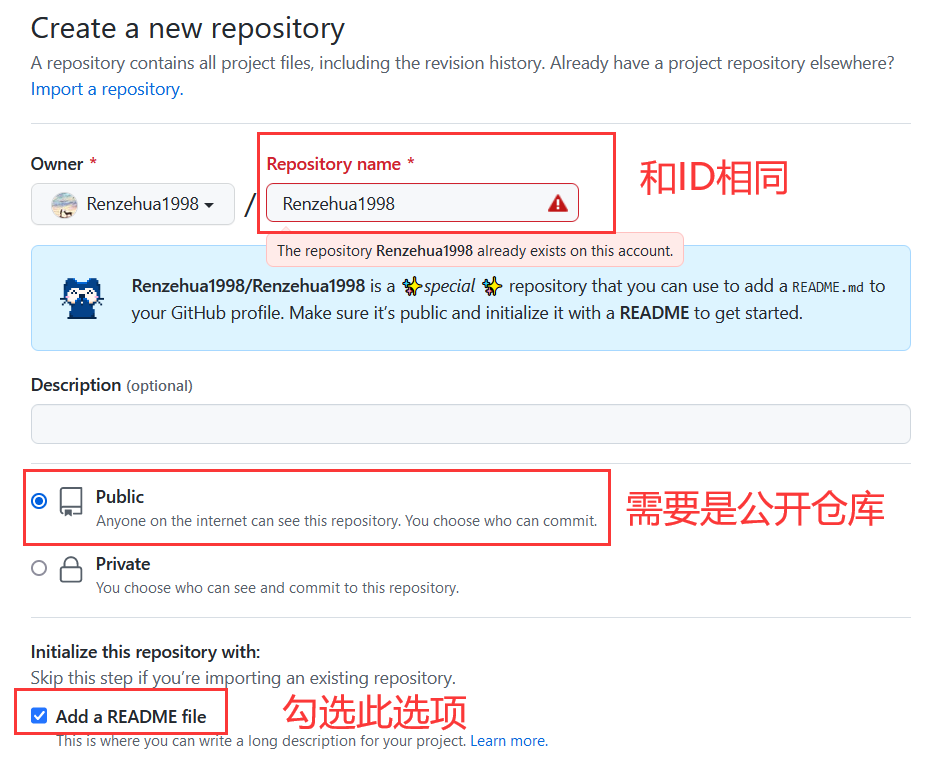 Create a new repository
A repository contains all project files, including the revision history. Already have a project repository elsewhere?
Import a repository.
Owner *
Repository name *
和ID相同
Renzehua1998
/
Renzehua1998
The repository Renzehua1998 already exists on this account.
Renzehua1998/Renzehua1998 is a ✨special ✨ repository that you can use to add a README.md to
your GitHub profile. Make sure it's public and initialize it with a README to get started.
Description (optional)
Public
Anyone on the internet can see this repository. You choose who can commit.
需要是公开仓库
Private
You choose who can see and commit to this repository.
Initialize this repository with:
Skip this step if you're importing an existing repository.
Add a README file
勾选此选项
This is where you can write a long description for your project. Learn more.